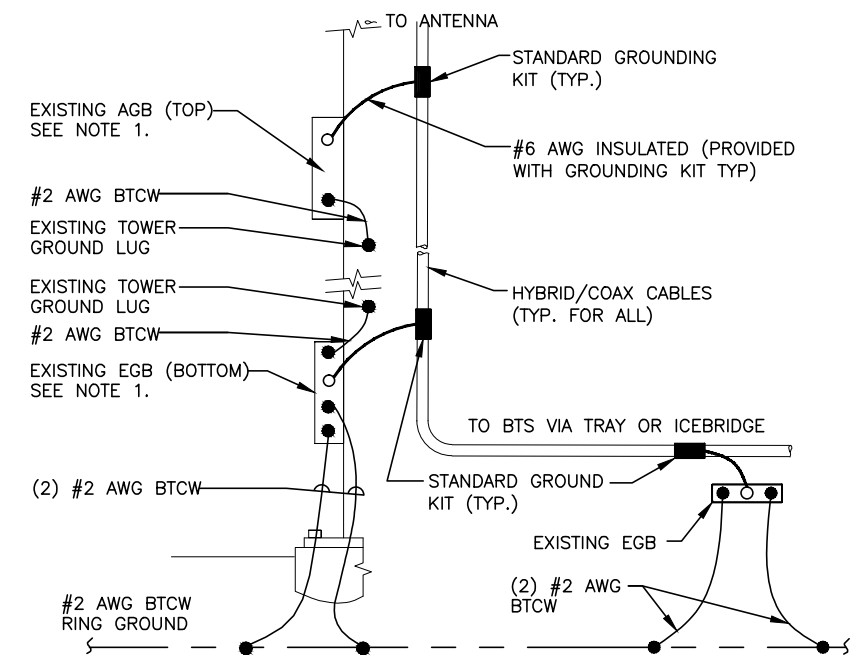 TO ANTENNA
STANDARD GROUNDING
KIT (TYP.)
EXISTING AGB (TOP)
SEE NOTE 1.
#6 AWG INSULATED (PROVIDED
WITH GROUNDING KIT TYP)
#2 AWG BTCW
EXISTING TOWER
GROUND LUG
EXISTING TOWER
GROUND LUG
HYBRID/COAX CABLES
(TYP. FOR ALL)
#2 AWG BTCW
EXISTING EGB (BOTTOM)
SEE NOTE 1.
TO BTS VIA TRAY OR ICEBRIDGE
(2) #2 AWG BTCW
STANDARD GROUND
KIT (TYP.)
EXISTING EGB
(2) #2 AWG
BTCW
#2 AWG BTCW
RING GROUND